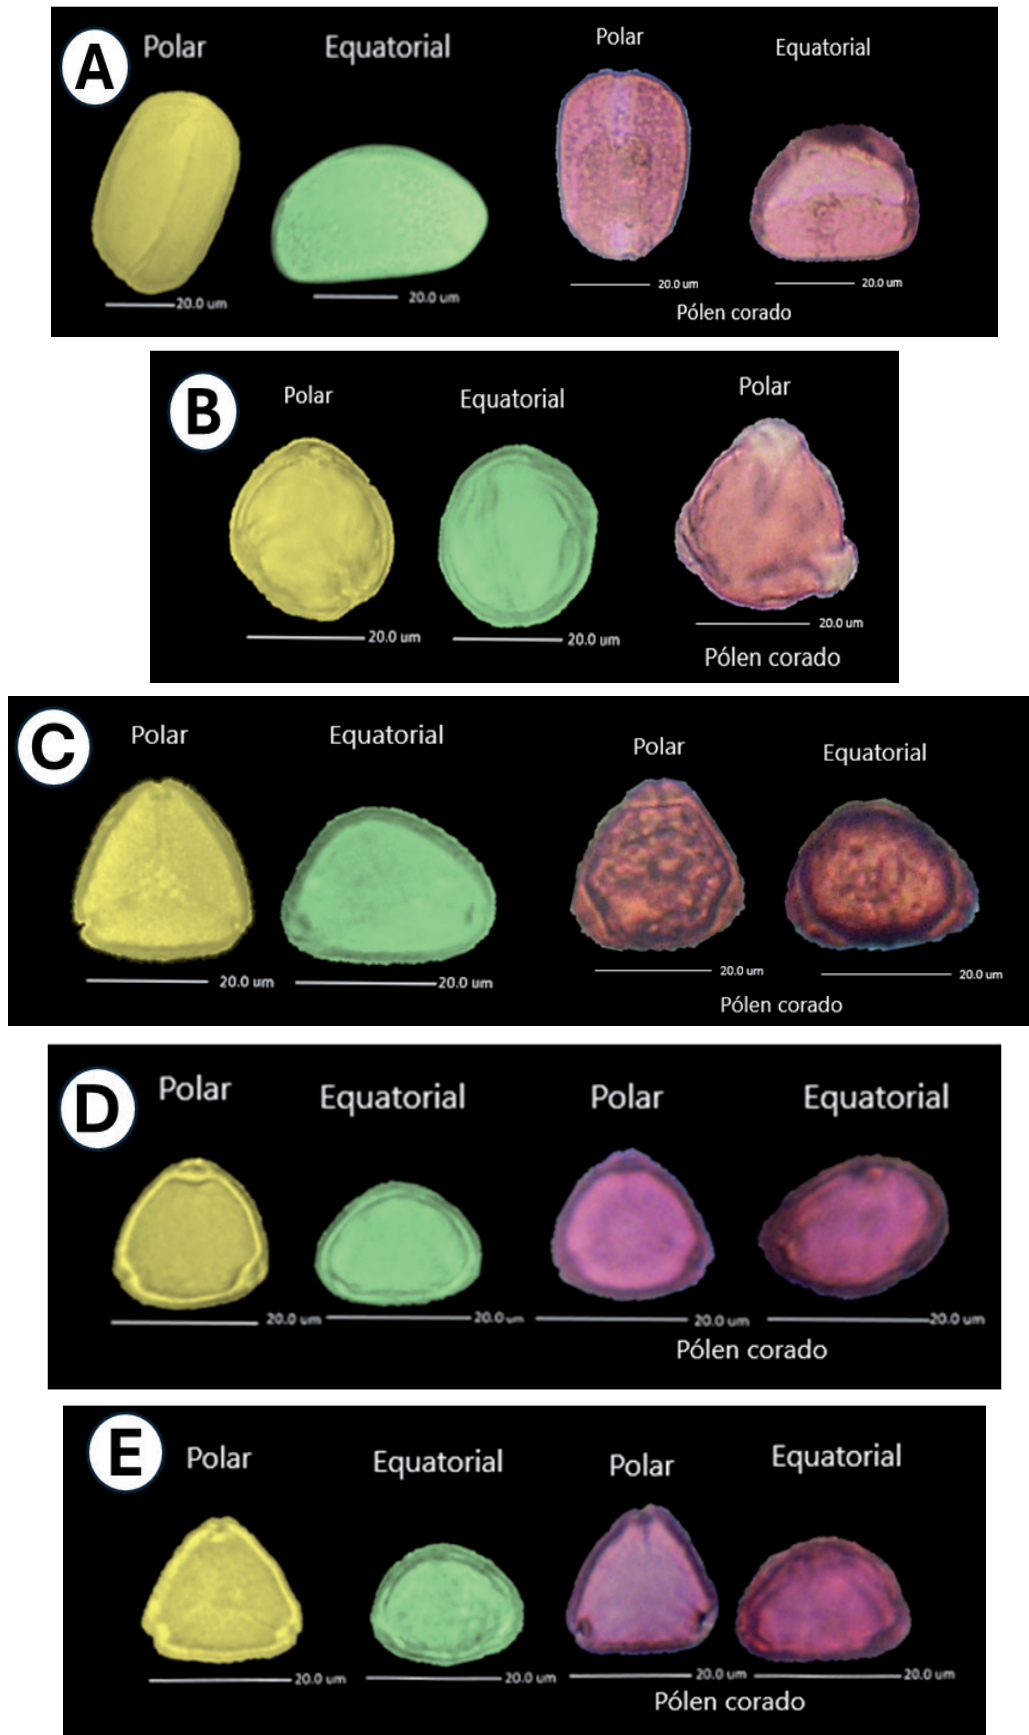 A
Polar
Equatorial
Polar
Equatorial
20.0 um
20.0 um
20.0 um
20.0 um
Pólen corado
B
Polar
Equatorial
Polar
20.0 um
20.0 um
20.0 um
Pólen corado
C
Polar
Equatorial
Polar
Equatorial
20.0 um
20.0 um
20.0 um
20.0 um
Pólen corado
D
Polar
Equatorial
Polar
Equatorial
20.0 um
20.0 um
20.0 um
20.0 um
Pólen corado
E
Polar
Equatorial
Polar
Equatorial
20.0 um
20.0 um
20.0 um
20.0 um
Pólen corado